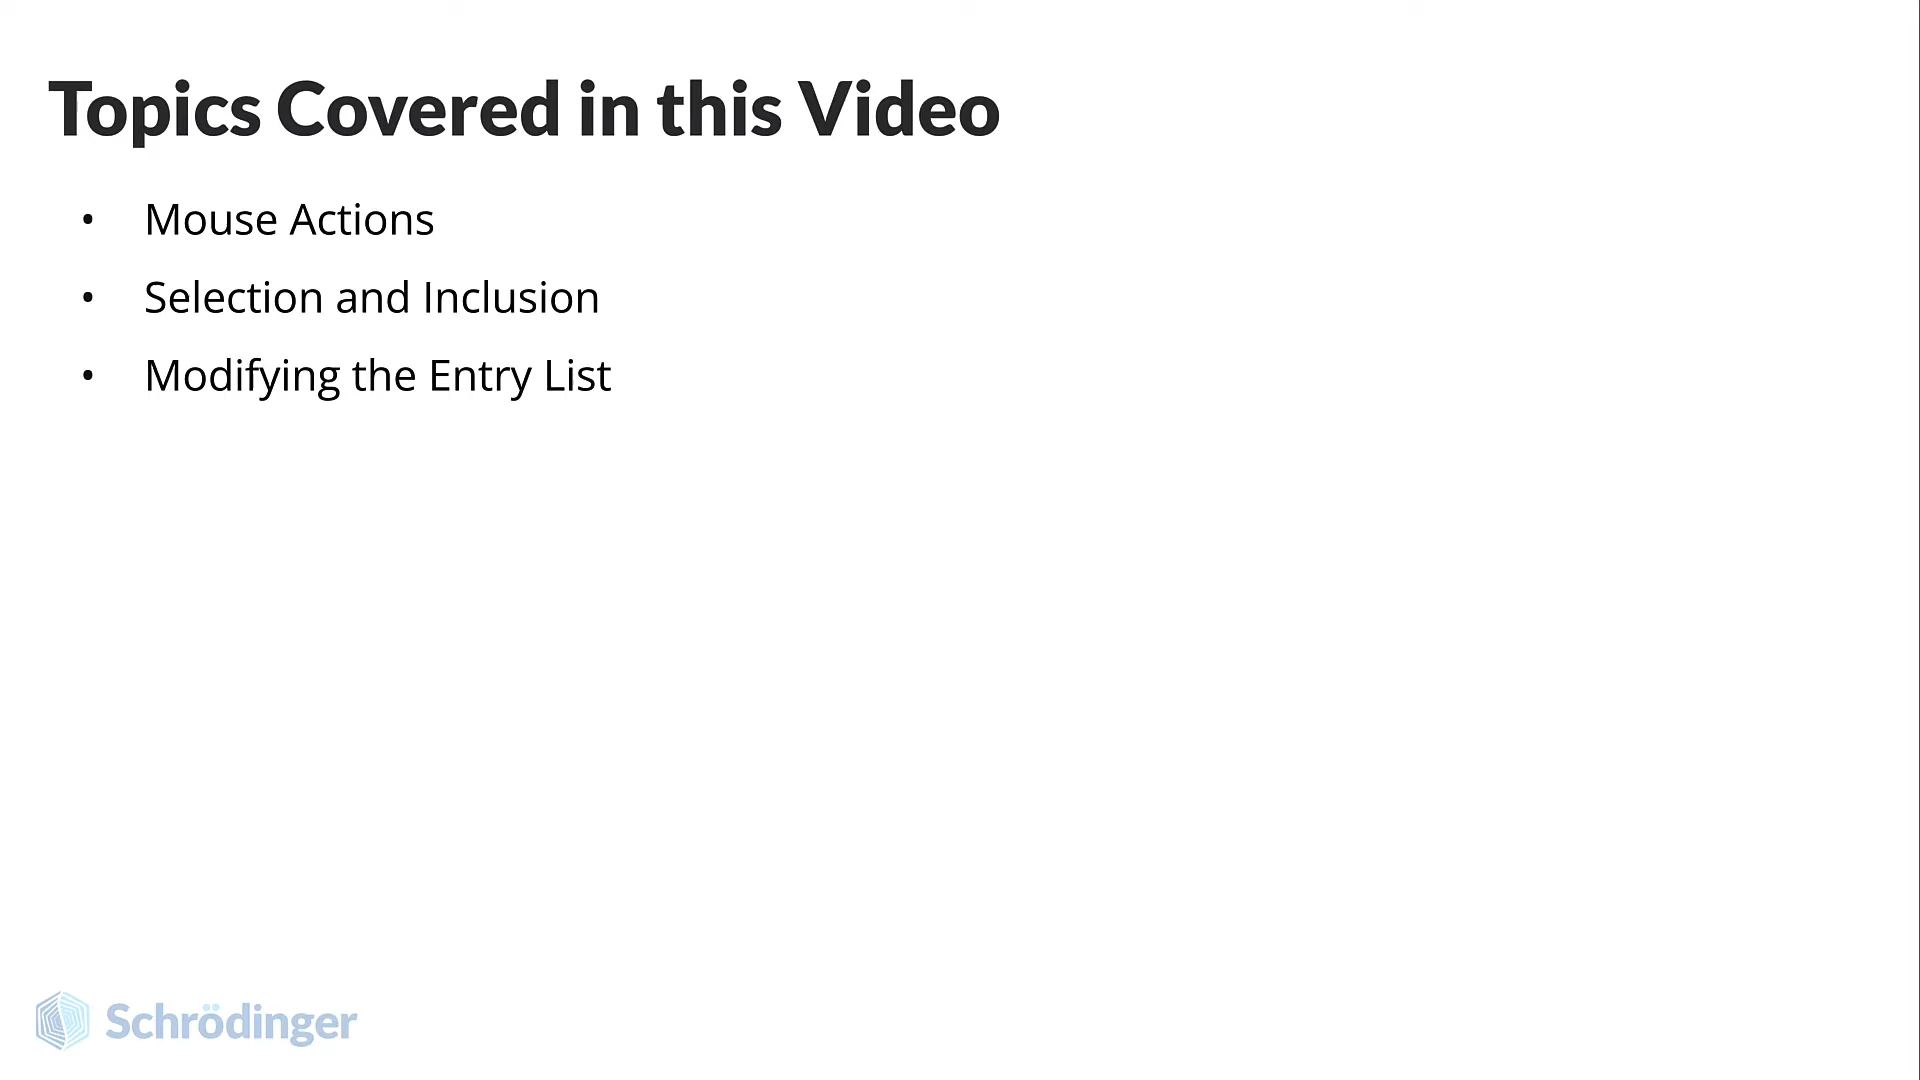 Topics Covered in this Video
• Mouse Actions
• Selection and Inclusion
• Modifying the Entry List
Schrödinger